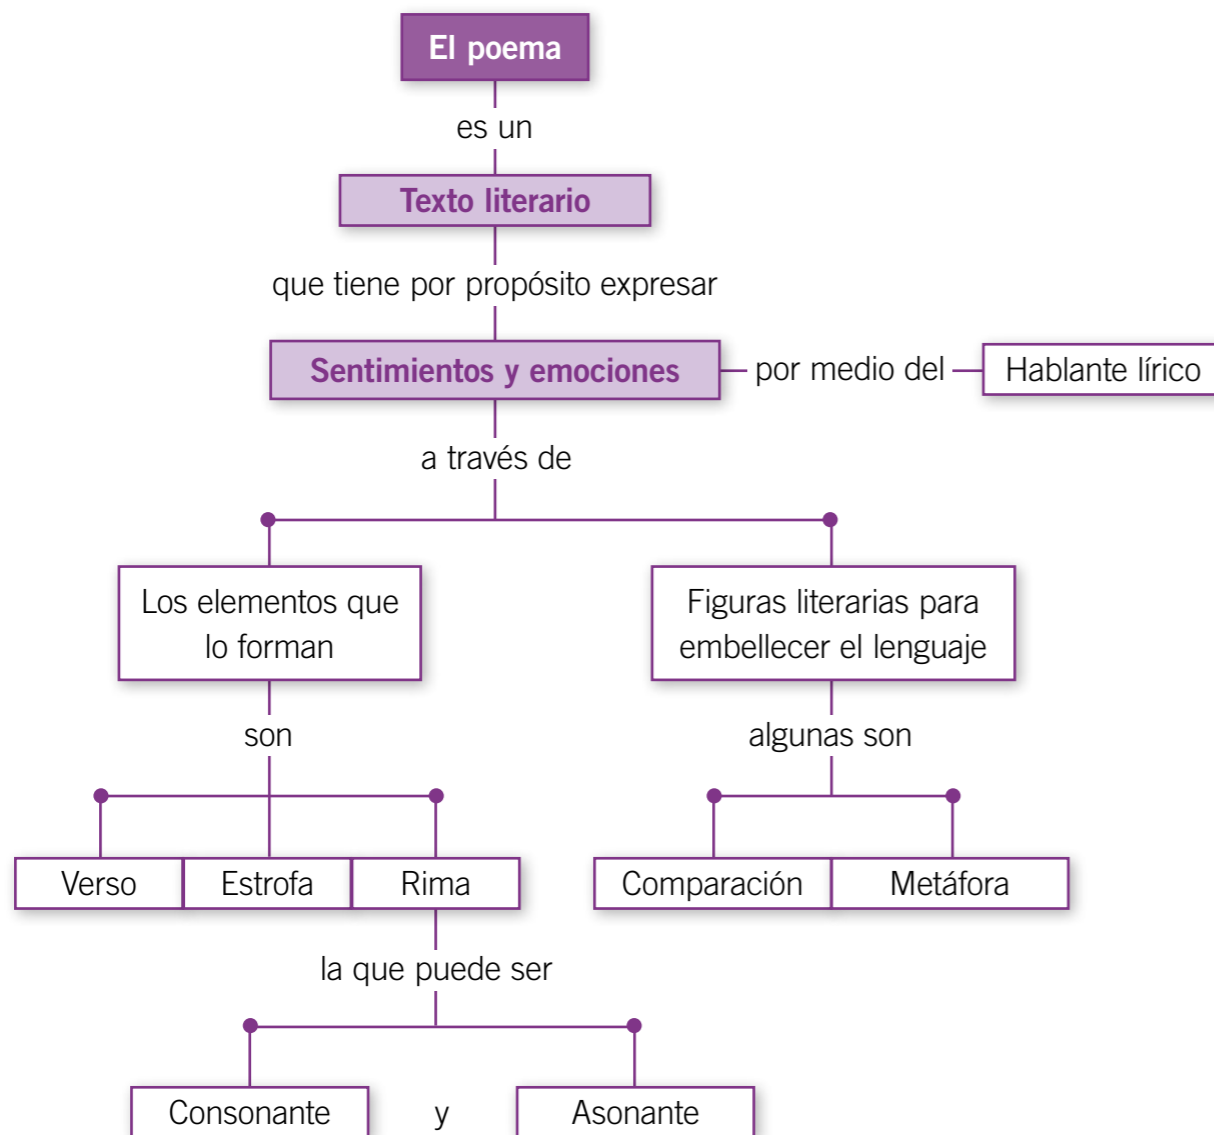 El poema
es un
Texto literario
que tiene por propósito expresar
Sentimientos y emociones
por medio del
Hablante lírico
a través de
Los elementos que
lo forman
Figuras literarias para
embellecer el lenguaje
son
algunas son
Verso
Estrofa
Rima
Comparación
Metáfora
la que puede ser
Consonante
y
Asonante